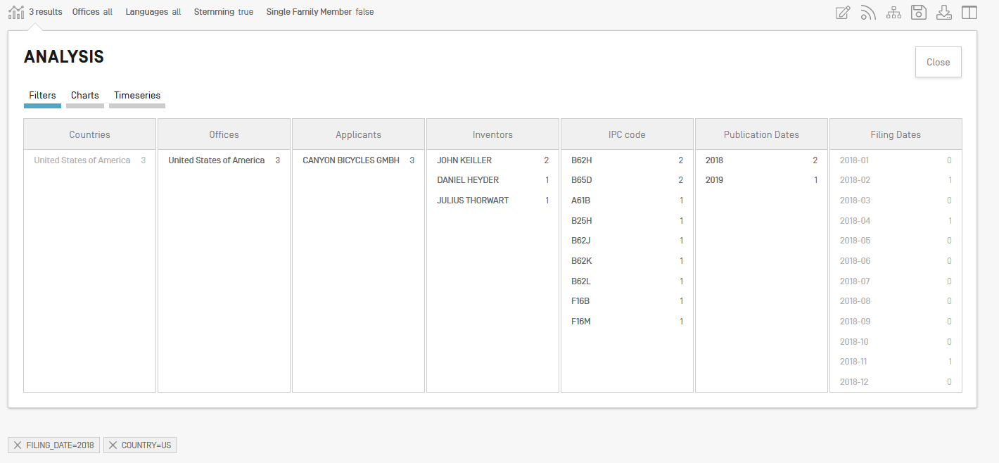 3 results Offices all Languages all Stemming true Single Family Member false
ANALYSIS
Close
Filters Charts Timeseries
Countries Offices Applicants Inventors IPC code Publication Dates Filing Dates
United States of America 3 United States of America 3 CANYON BICYCLES GMBH 3 JOHN KEILLER 2 B62H 2 2018 2 2018-01 0
DANIEL HEYDER 1 B65D 2 2019 1 2018-02 1
JULIUS THORWART 1 A61B 1 2018-03 0
B25H 1 2018-04 1
B62J 1 2018-05 0
B62K 1 2018-06 0
B62L 1 2018-07 0
F16B 1 2018-08 0
F16M 1 2018-09 0
2018-10 0
2018-11 1
2018-12 0
FILING_DATE=2018 COUNTRY=US